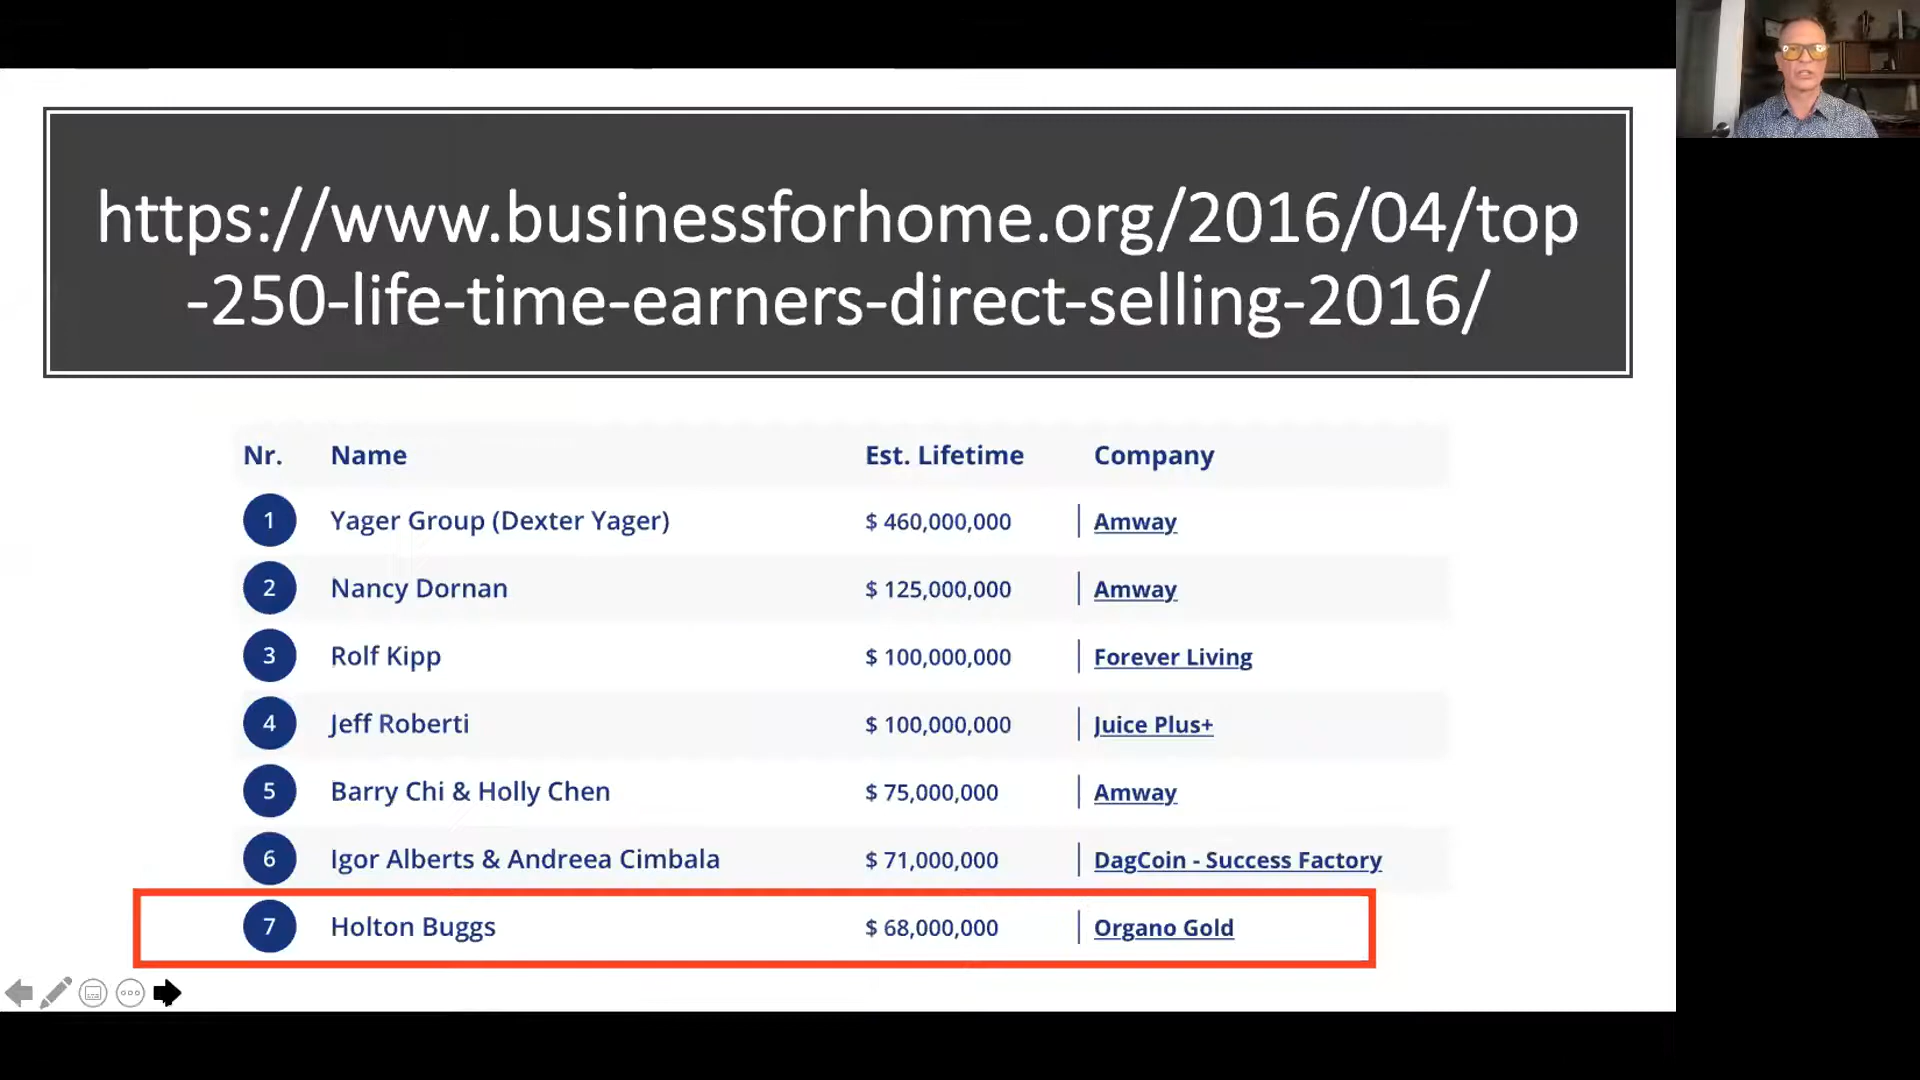 https://www.businessforhome.org/2016/04/top
-250-life-time-earners-direct-selling-2016/
Nr. Name Est. Lifetime Company
1 Yager Group (Dexter Yager) $ 460,000,000 Amway
2 Nancy Dornan $ 125,000,000 Amway
3 Rolf Kipp $ 100,000,000 Forever Living
4 Jeff Roberti $ 100,000,000 Juice Plus+
5 Barry Chi & Holly Chen $ 75,000,000 Amway
6 Igor Alberts & Andreea Cimbala $ 71,000,000 DagCoin - Success Factory
7 Holton Buggs $ 68,000,000 Organo Gold